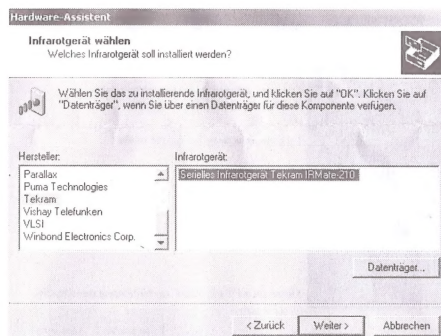 Hardware-Assistent
Infrarotgerät wählen
Welches Infrarotgerät soll installiert werden?
Wählen Sie das zu installierende Infrarotgerät, und klicken Sie auf "OK". Klicken Sie auf
"Datenträger", wenn Sie über einen Datenträger für diese Komponente verfügen.
Hersteller:
Parallax
Puma Technologies
Tekram
Vishay Telefunken
VLSI
Winbond Electronics Corp.
Infrarotgerät:
Serielles Infrarotgerät Tekram IRMate-210
Datenträger...
< Zurück
Weiter >
Abbrechen